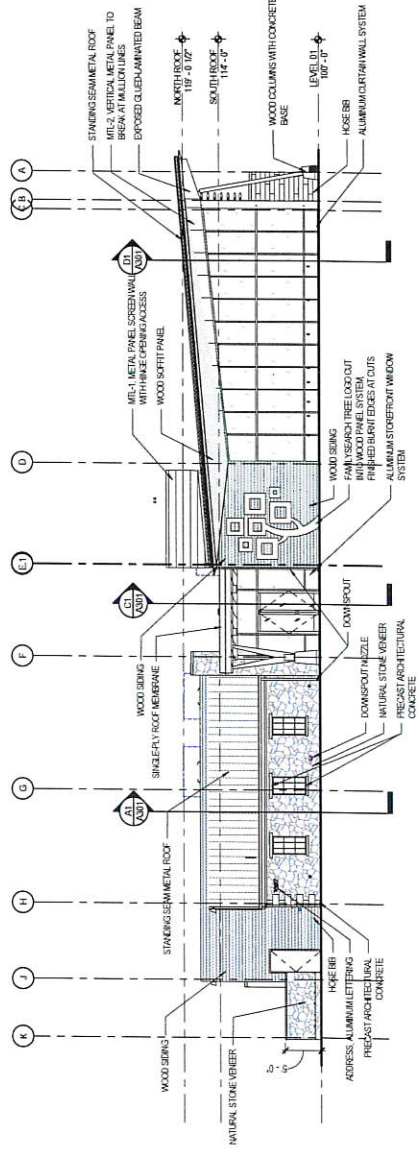 K
J
H
G
F
E.1
D
C
B
A
A1
A301
C1
A301
D1
A301
WOOD SIDING
NATURAL STONE VENEER
STANDING SEAM METAL ROOF
SINGLE-PLY ROOF MEMBRANE
WOOD SIDING
MTL-1, METAL PANEL SCREEN WALL
WITH HINGE OPENING ACCESS
WOOD SOFFIT PANEL
STANDING SEAM METAL ROOF
MTL-2, VERTICAL METAL PANEL TO
BREAK AT MULLION LINES
EXPOSED GLUED-LAMINATED BEAM
NORTH ROOF
119' - 0 1/2"
SOUTH ROOF
114' - 0"
WOOD COLUMNS WITH CONCRETE
BASE
LEVEL 01
100' - 0"
HOSE BIB
ALUMINUM CURTAIN WALL SYSTEM
5' - 0"
HOSE BIB
ADDRESS, ALUMINUM LETTERING
PRECAST ARCHITECTURAL
CONCRETE
DOWNSPOUT NOZZLE
NATURAL STONE VENEER
PRECAST ARCHITECTURAL
CONCRETE
DOWNSPOUT
WOOD SIDING
FAMILYSEARCH TREE LOGO CUT
INTO WOOD PANEL SYSTEM,
FINISHED BURNT EDGES AT CUTS
ALUMINUM STOREFRONT WINDOW
SYSTEM